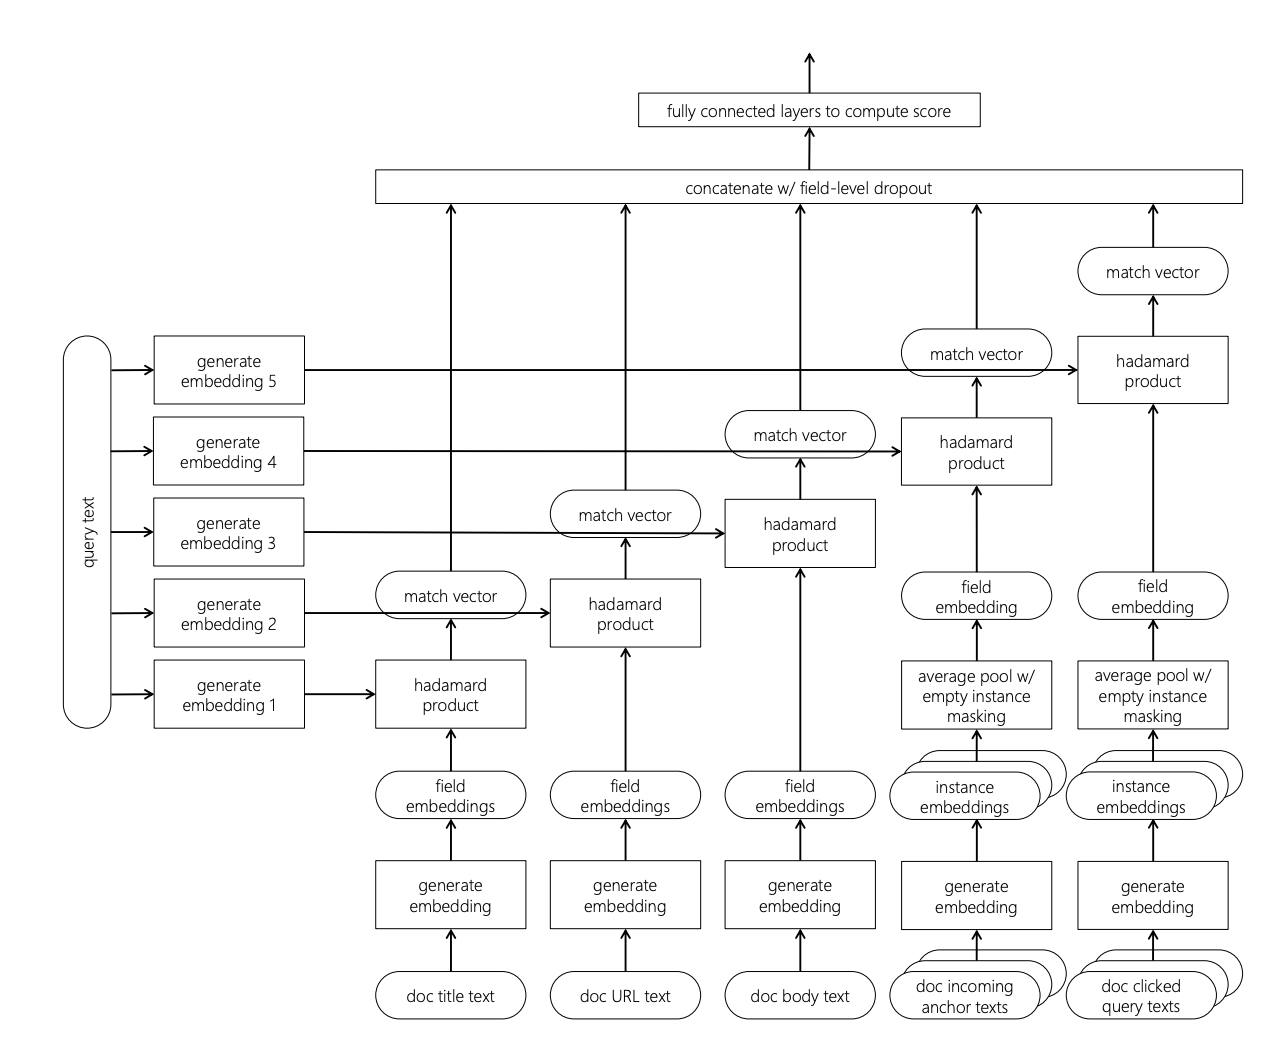 fully connected layers to compute score
concatenate w/ field-level dropout
match vector
generate
embedding 5
match vector
hadamard
product
generate
embedding 4
match vector
hadamard
product
query text
generate
embedding 3
match vector
hadamard
product
generate
embedding 2
match vector
hadamard
product
field
embedding
field
embedding
generate
embedding 1
hadamard
product
average pool w/
empty instance
masking
average pool w/
empty instance
masking
field
embeddings
field
embeddings
field
embeddings
instance
embeddings
instance
embeddings
generate
embedding
generate
embedding
generate
embedding
generate
embedding
generate
embedding
doc title text
doc URL text
doc body text
doc incoming
anchor texts
doc clicked
query texts